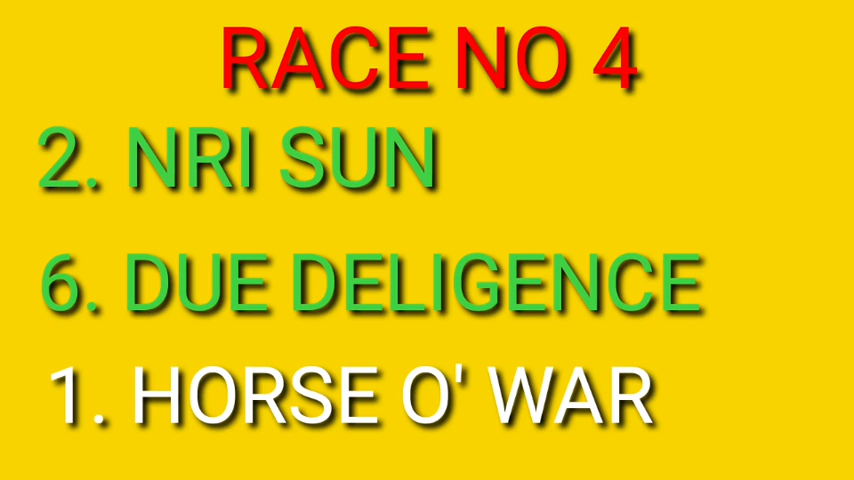 RACE NO 4
2. NRI SUN
6. DUE DELIGENCE
1. HORSE O' WAR